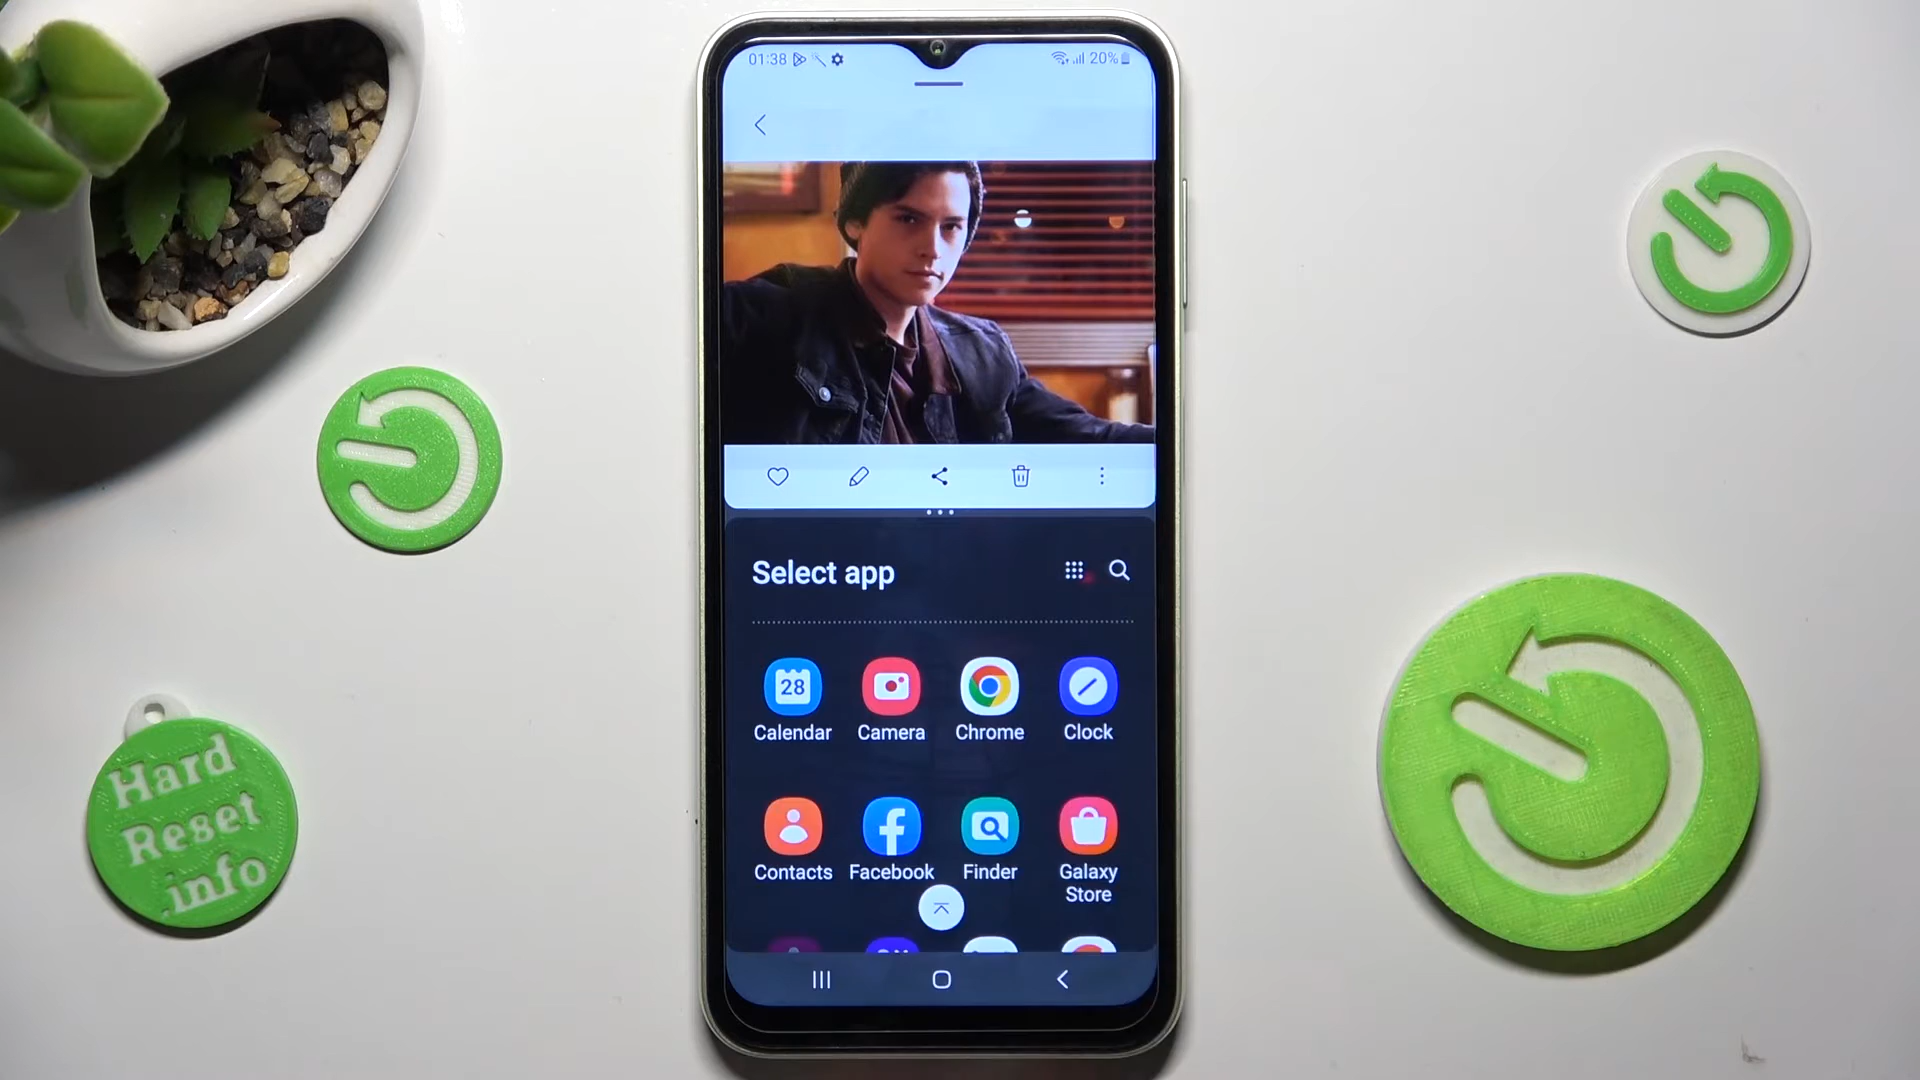 01:38
20%
Select app
28
Calendar
Camera
Chrome
Clock
Contacts
Facebook
Finder
Galaxy
Store
Hard
Reset
.info